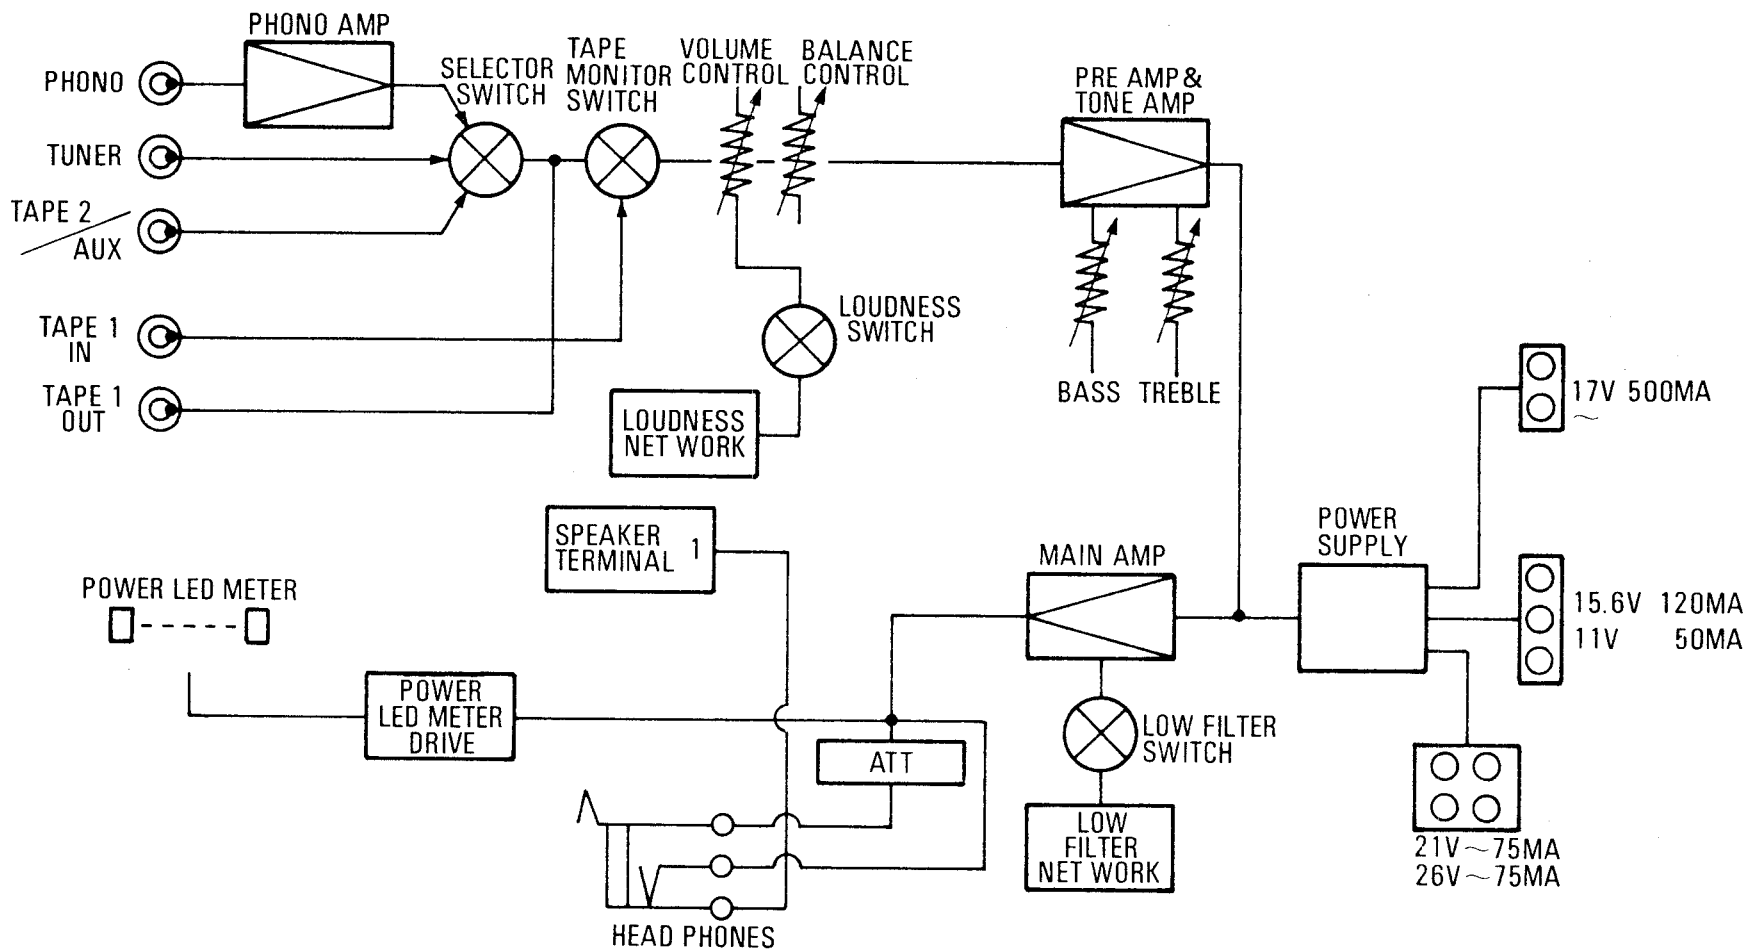 PHONO AMP
PHONO
SELECTOR
SWITCH
TAPE
MONITOR
SWITCH
VOLUME
CONTROL
BALANCE
CONTROL
PRE AMP &
TONE AMP
TUNER
TAPE 2
/
AUX
TAPE 1
IN
TAPE 1
OUT
LOUDNESS
SWITCH
LOUDNESS
NET WORK
BASS
TREBLE
17V 500MA
~
SPEAKER
TERMINAL 1
MAIN AMP
POWER
SUPPLY
15.6V 120MA
11V 50MA
POWER LED METER
POWER
LED METER
DRIVE
ATT
LOW FILTER
SWITCH
LOW
FILTER
NET WORK
21V~75MA
26V~75MA
HEAD PHONES